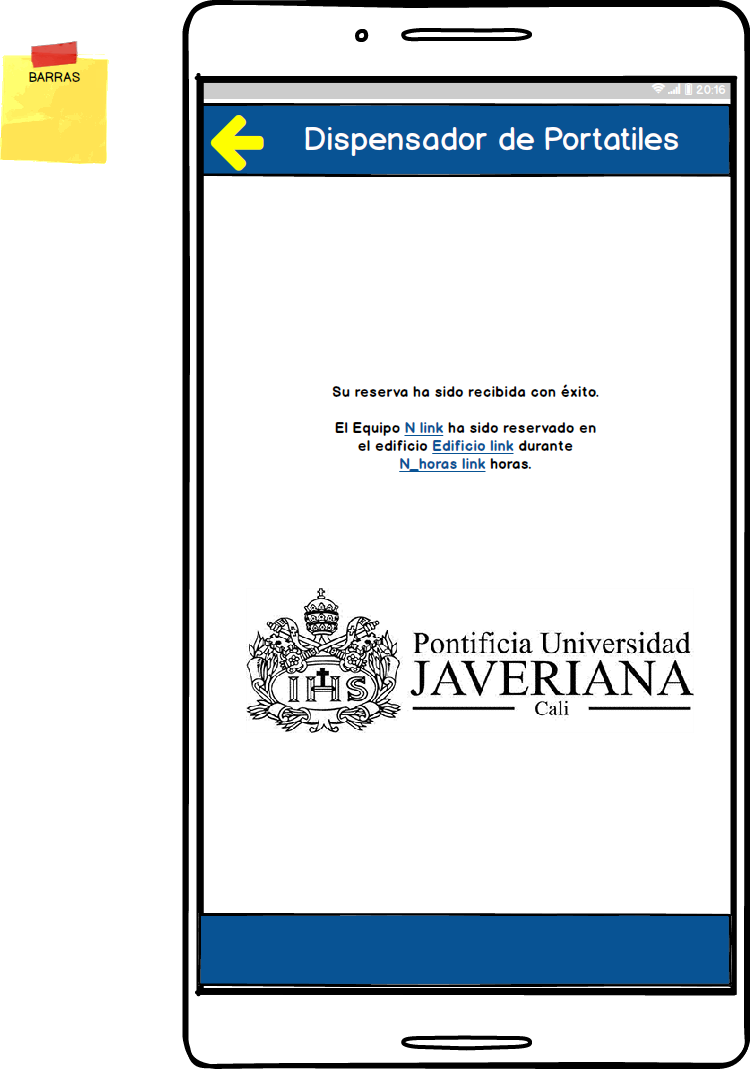 BARRAS
20:16
Dispensador de Portatiles
Su reserva ha sido recibida con éxito.
El Equipo N link ha sido reservado en
el edificio Edificio link durante
N_horas link horas.
IHS
Pontificia Universidad
JAVERIANA
Cali